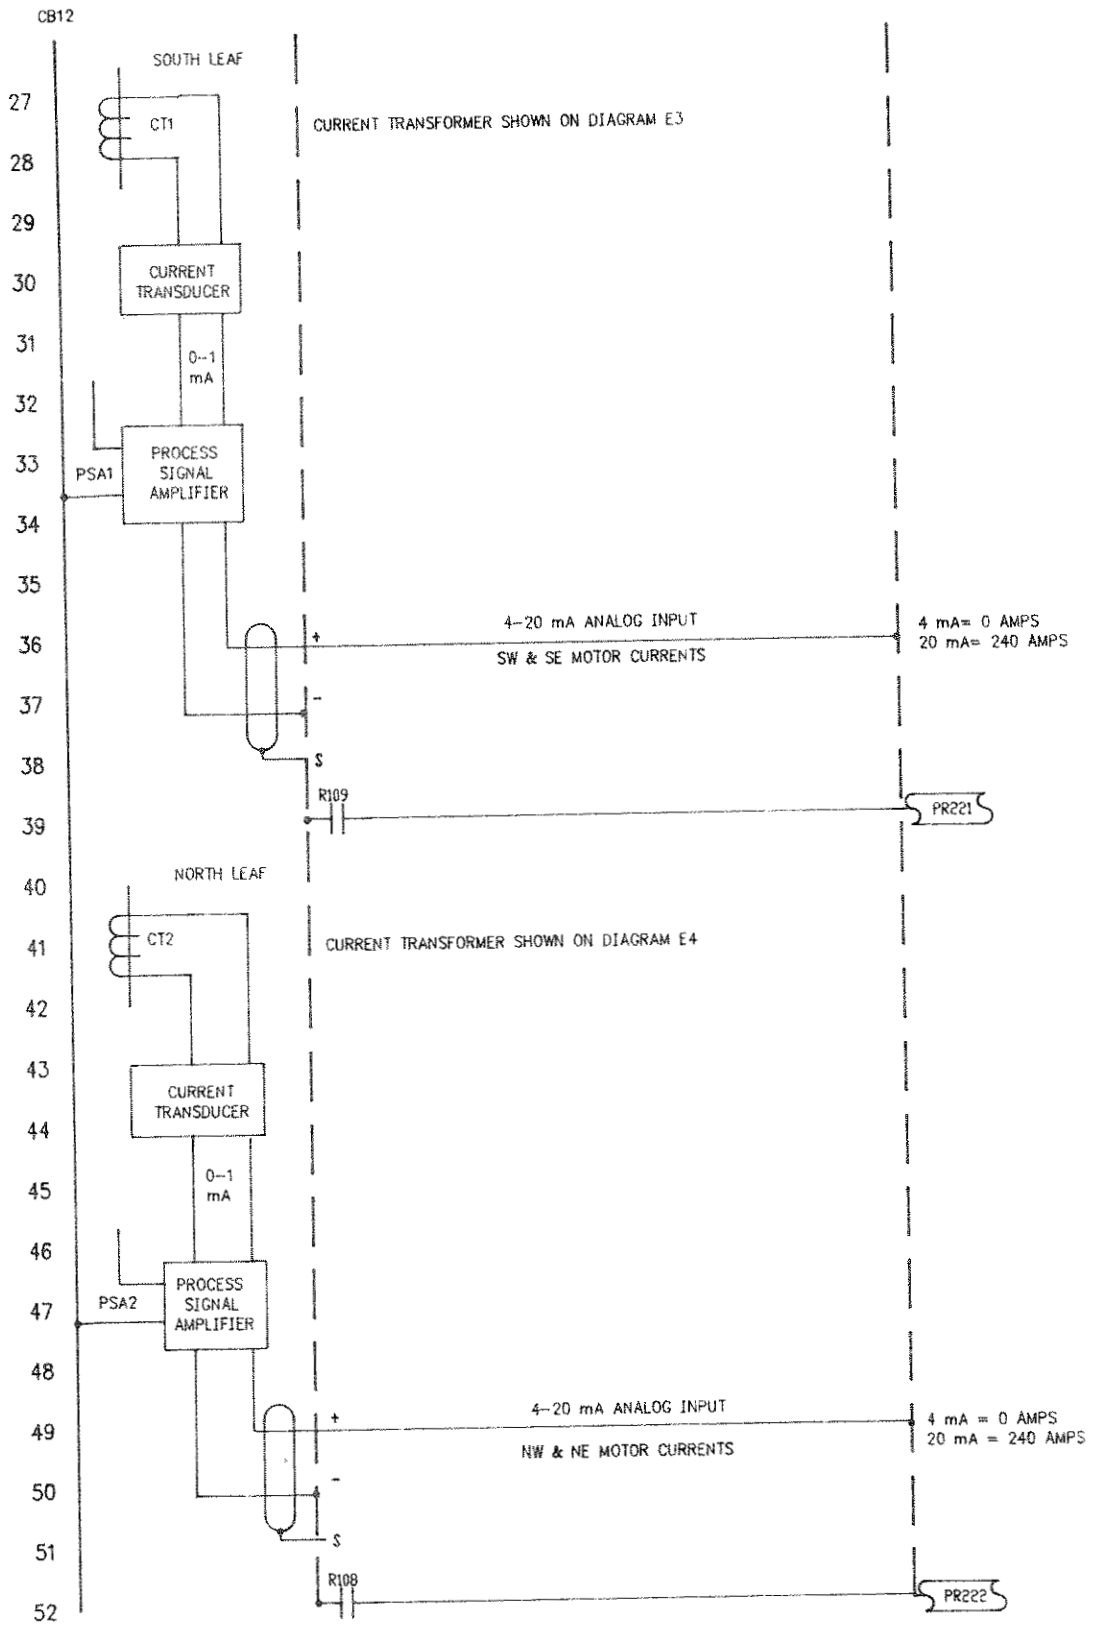 CB12
SOUTH LEAF
27
CT1
CURRENT TRANSFORMER SHOWN ON DIAGRAM E3
28
29
CURRENT
30
TRANSDUCER
31
0-1
mA
32
PROCESS
33
SIGNAL
PSA1
AMPLIFIER
34
35
4-20 mA ANALOG INPUT
4 mA= 0 AMPS
+
36
20 mA= 240 AMPS
SW & SE MOTOR CURRENTS
-
37
S
38
R109
PR221
39
NORTH LEAF
40
CT2
CURRENT TRANSFORMER SHOWN ON DIAGRAM E4
41
42
43
CURRENT
TRANSDUCER
44
0-1
mA
45
46
PROCESS
SIGNAL
PSA2
47
AMPLIFIER
48
4-20 mA ANALOG INPUT
+
4 mA = 0 AMPS
49
20 mA = 240 AMPS
NW & NE MOTOR CURRENTS
-
50
S
51
R108
PR222
52